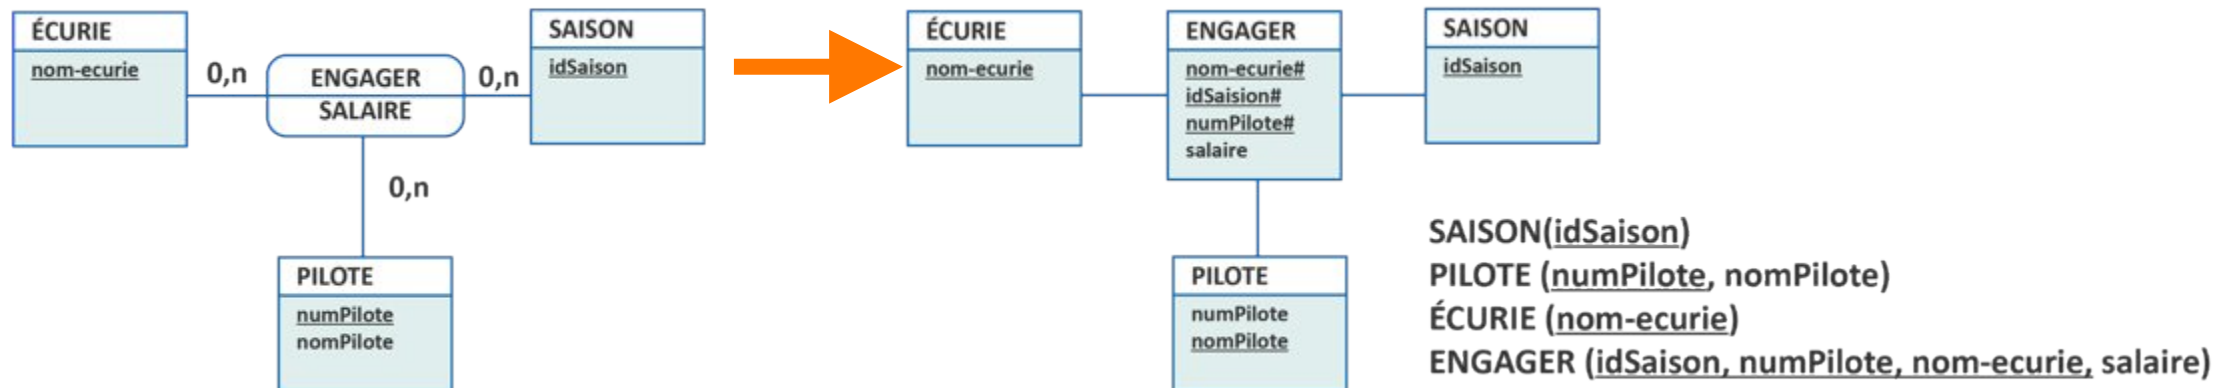 ÉCURIE
nom-ecurie
0,n
ENGAGER
SALAIRE
0,n
SAISON
idSaison
0,n
PILOTE
numPilote
nomPilote
ÉCURIE
nom-ecurie
ENGAGER
nom-ecurie#
idSaision#
numPilote#
salaire
SAISON
idSaison
PILOTE
numPilote
nomPilote
SAISON(idSaison)
PILOTE (numPilote, nomPilote)
ÉCURIE (nom-ecurie)
ENGAGER (idSaison, numPilote, nom-ecurie, salaire)